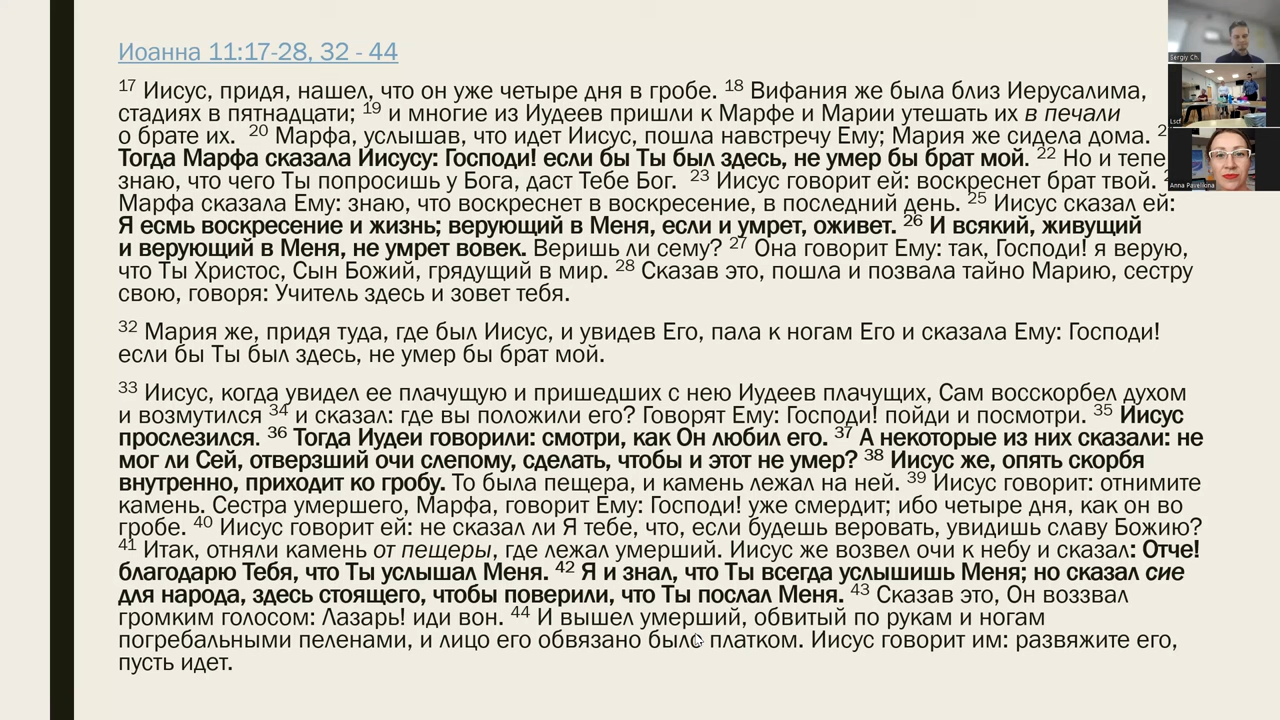 Иоанна 11:17-28, 32 - 44
17 Иисус, придя, нашел, что он уже четыре дня в гробе. 18 Вифания же была близ Иерусалима,
стадиях в пятнадцати; 19 и многие из Иудеев пришли к Марфе и Марии утешать их в печали
о брате их. 20 Марфа, услышав, что идет Иисус, пошла навстречу Ему; Мария же сидела дома.
Тогда Марфа сказала Иисусу: Господи! если бы Ты был здесь, не умер бы брат мой. 22 Но и
знаю, что чего Ты попросишь у Бога, даст Тебе Бог. 23 Иисус говорит ей: воскреснет брат твой.
Марфа сказала Ему: знаю, что воскреснет в воскресение, в последний день. 25 Иисус сказал ей:
Я есмь воскресение и жизнь; верующий в Меня, если и умрет, оживет. 26 И всякий, живущий
и верующий в Меня, не умрет вовек. Веришь ли сему? 27 Она говорит Ему: так, Господи! я верую,
что Ты Христос, Сын Божий, грядущий в мир. 28 Сказав это, пошла и позвала тайно Марию, сестру
свою, говоря: Учитель здесь и зовет тебя.
32 Мария же, придя туда, где был Иисус, и увидев Его, пала к ногам Его и сказала Ему: Господи!
если бы Ты был здесь, не умер бы брат мой.
33 Иисус, когда увидел ее плачущую и пришедших с нею Иудеев плачущих, Сам восскорбел духом
и возмутился 34 и сказал: где вы положили его? Говорят Ему: Господи! пойди и посмотри. 35 Иисус
прослезился. 36 Тогда Иудеи говорили: смотри, как Он любил его. 37 А некоторые из них сказали: не
мог ли Сей, отверзший очи слепому, сделать, чтобы и этот не умер? 38 Иисус же, опять скорбя
внутренно, приходит ко гробу. То была пещера, и камень лежал на ней. 39 Иисус говорит: отнимите
камень. Сестра умершего, Марфа, говорит Ему: Господи! уже смердит; ибо четыре дня, как он во
гробе. 40 Иисус говорит ей: не сказал ли Я тебе, что, если будешь веровать, увидишь славу Божию?
41 Итак, отняли камень от пещеры, где лежал умерший. Иисус же возвел очи к небу и сказал: Отче!
благодарю Тебя, что Ты услышал Меня. 42 Я и знал, что Ты всегда услышишь Меня; но сказал сие
для народа, здесь стоящего, чтобы поверили, что Ты послал Меня. 43 Сказав это, Он воззвал
громким голосом: Лазарь! иди вон. 44 И вышел умерший, обвитый по рукам и ногам
погребальными пеленами, и лицо его обвязано было платком. Иисус говорит им: развяжите его,
пусть идет.
Sergiy Ch.
Lscf
Anna Pavelkina